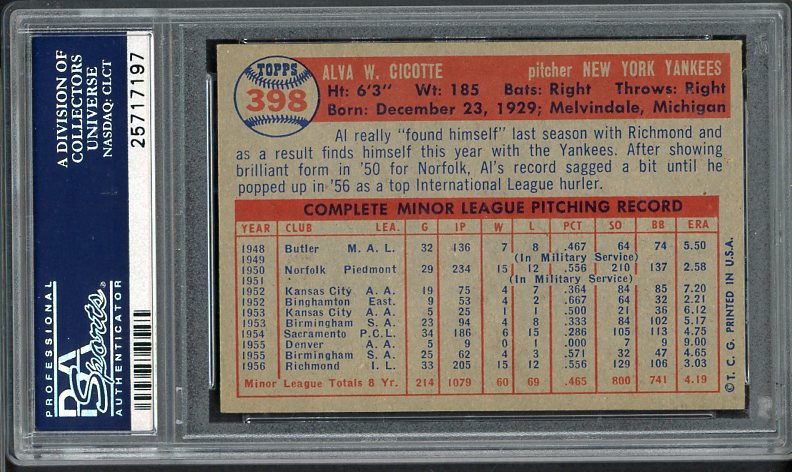 A DIVISION OF
COLLECTORS
UNIVERSE
NASDAQ: CLCT
25717197
PROFESSIONAL
PSA
Sports
AUTHENTICATOR
TOPPS
398
ALVA W. CICOTTE pitcher NEW YORK YANKEES
Ht: 6'3" Wt: 185 Bats: Right Throws: Right
Born: December 23, 1929; Melvindale, Michigan
Al really "found himself" last season with Richmond and
as a result finds himself this year with the Yankees. After showing
brilliant form in '50 for Norfolk, Al's record sagged a bit until he
popped up in '56 as a top International League hurler.
COMPLETE MINOR LEAGUE PITCHING RECORD
YEAR CLUB LEA. G IP W L PCT SO BB ERA
1948 Butler M. A. L. 32 136 7 8 .467 64 74 5.50
1949 (In Military Service)
1950 Norfolk Piedmont 29 234 15 12 .556 210 137 2.58
1951 (In Military Service)
1952 Kansas City A. A. 19 75 4 7 .364 84 85 7.20
1952 Binghamton East. 9 53 4 2 .667 64 32 2.21
1953 Kansas City A. A. 5 25 1 1 .500 21 36 6.12
1953 Birmingham S. A. 23 94 4 8 .333 84 102 5.17
1954 Sacramento P.C.L. 34 186 6 15 .286 105 113 4.75
1955 Denver A. A. 5 9 0 1 .000 7 9 9.00
1955 Birmingham S. A. 25 62 4 3 .571 32 47 4.65
1956 Richmond I. L. 33 205 15 12 .556 129 106 3.03
Minor League Totals 8 Yr. 214 1079 60 69 .465 800 741 4.19
© T. C. G. PRINTED IN U.S.A.